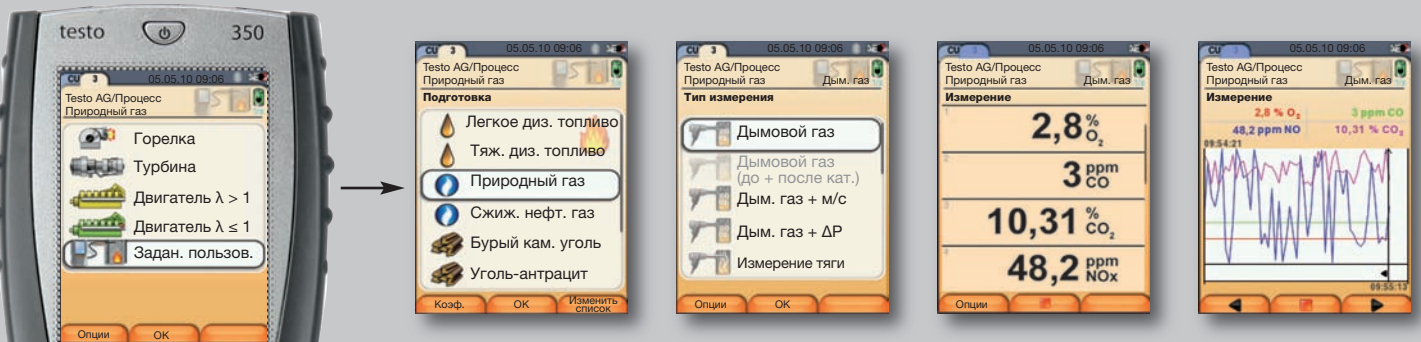 testo 350
CU 3 05.05.10 09:06
Testo AG/Процесс
Природный газ
Горелка
Турбина
Двигатель λ > 1
Двигатель λ ≤ 1
Задан. пользов.
Опции OK
CU 3 05.05.10 09:06
Testo AG/Процесс
Природный газ
Подготовка
Легкое диз. топливо
Тяж. диз. топливо
Природный газ
Сжиж. нефт. газ
Бурый кам. уголь
Уголь-антрацит
Коэф. OK Изменить
список
CU 3 05.05.10 09:06
Testo AG/Процесс
Природный газ Дым. газ
Тип измерения
Дымовой газ
Дымовой газ
(до + после кат.)
Дым. газ + м/с
Дым. газ + ΔP
Измерение тяги
Опции OK
CU 3 05.05.10 09:06
Testo AG/Процесс
Природный газ Дым. газ
Измерение
1 2,8 % O₂
2 3 ppm CO
3 10,31 % CO₂
4 48,2 ppm NOx
Опции
CU 3 05.05.10 09:06
Testo AG/Процесс
Природный газ Дым. газ
Измерение
2,8 % O₂ 3 ppm CO
48,2 ppm NO 10,31 % CO₂
09:54:21
09:55:13